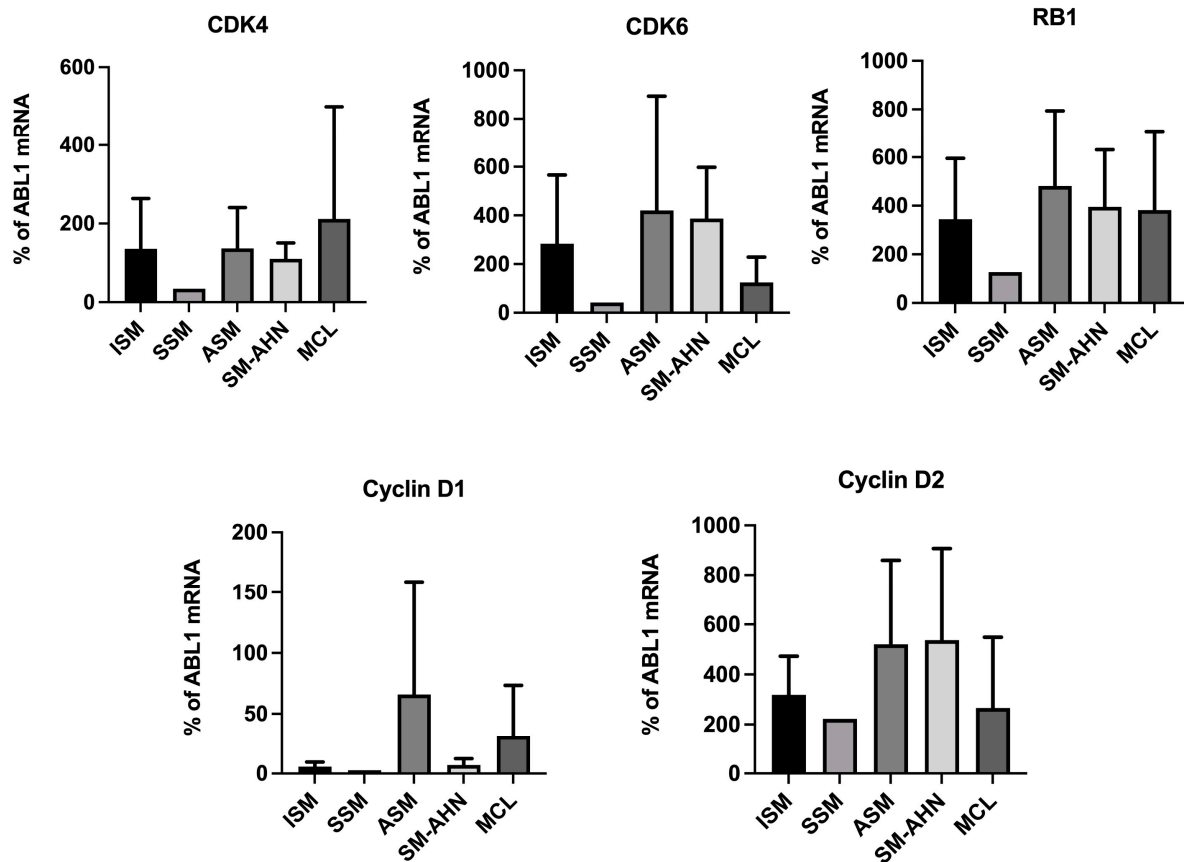 CDK4
% of ABL1 mRNA
600
400
200
0
ISM
SSM
ASM
SM-AHN
MCL
CDK6
% of ABL1 mRNA
1000
800
600
400
200
0
ISM
SSM
ASM
SM-AHN
MCL
RB1
% of ABL1 mRNA
1000
800
600
400
200
0
ISM
SSM
ASM
SM-AHN
MCL
Cyclin D1
% of ABL1 mRNA
200
150
100
50
0
ISM
SSM
ASM
SM-AHN
MCL
Cyclin D2
% of ABL1 mRNA
1000
800
600
400
200
0
ISM
SSM
ASM
SM-AHN
MCL